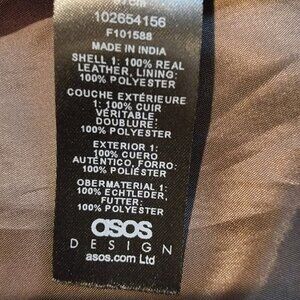 102654156
F101588
MADE IN INDIA
SHELL 1: 100% REAL
LEATHER, LINING:
100% POLYESTER
COUCHE EXTÉRIEURE
1: 100% CUIR
VÉRITABLE,
DOUBLURE:
100% POLYESTER
EXTERIOR 1:
100% CUERO
AUTÉNTICO, FORRO:
100% POLIÉSTER
OBERMATERIAL 1:
100% ECHTLEDER,
FUTTER:
100% POLYESTER
asos
DESIGN
asos.com Ltd